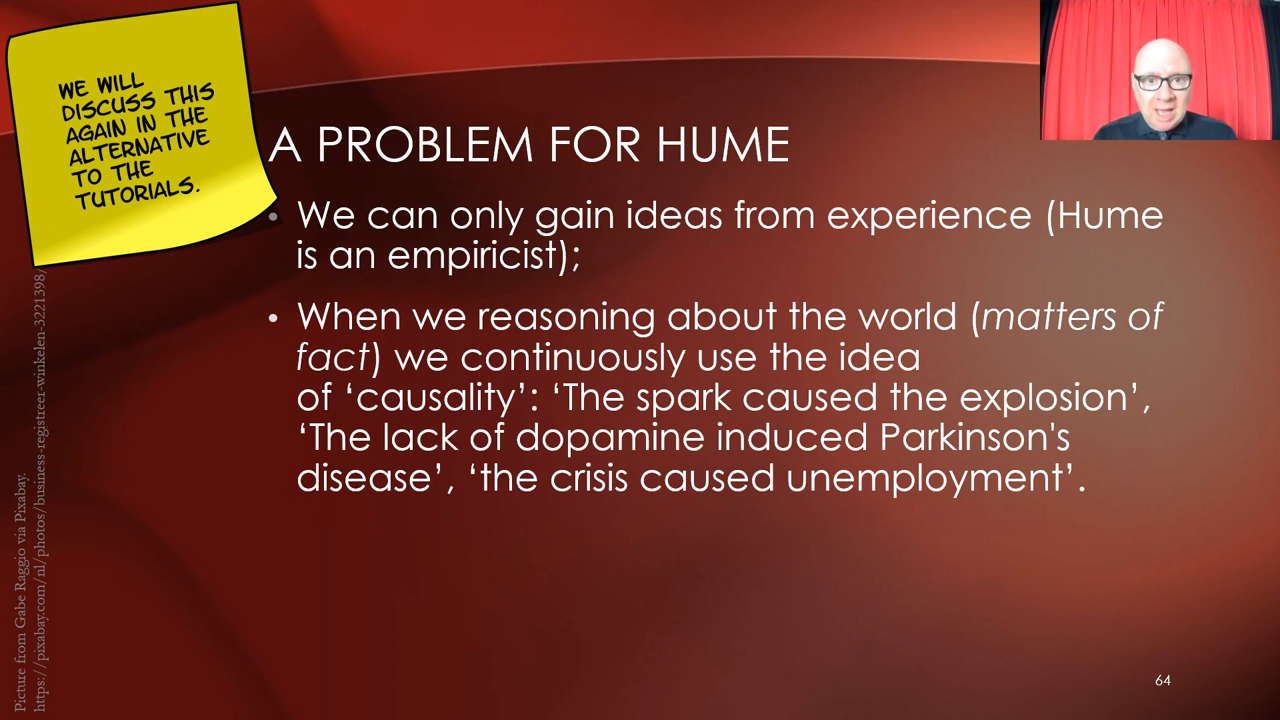 WE WILL
DISCUSS THIS
AGAIN IN THE
ALTERNATIVE
TO THE
TUTORIALS.
A PROBLEM FOR HUME
• We can only gain ideas from experience (Hume
is an empiricist);
• When we reasoning about the world (matters of
fact) we continuously use the idea
of ‘causality’: ‘The spark caused the explosion’,
‘The lack of dopamine induced Parkinson's
disease’, ‘the crisis caused unemployment’.
Picture from Gabe Raggio via Pixabay.
https://pixabay.com/nl/photos/business-registreer-winkelen-3221398/
64